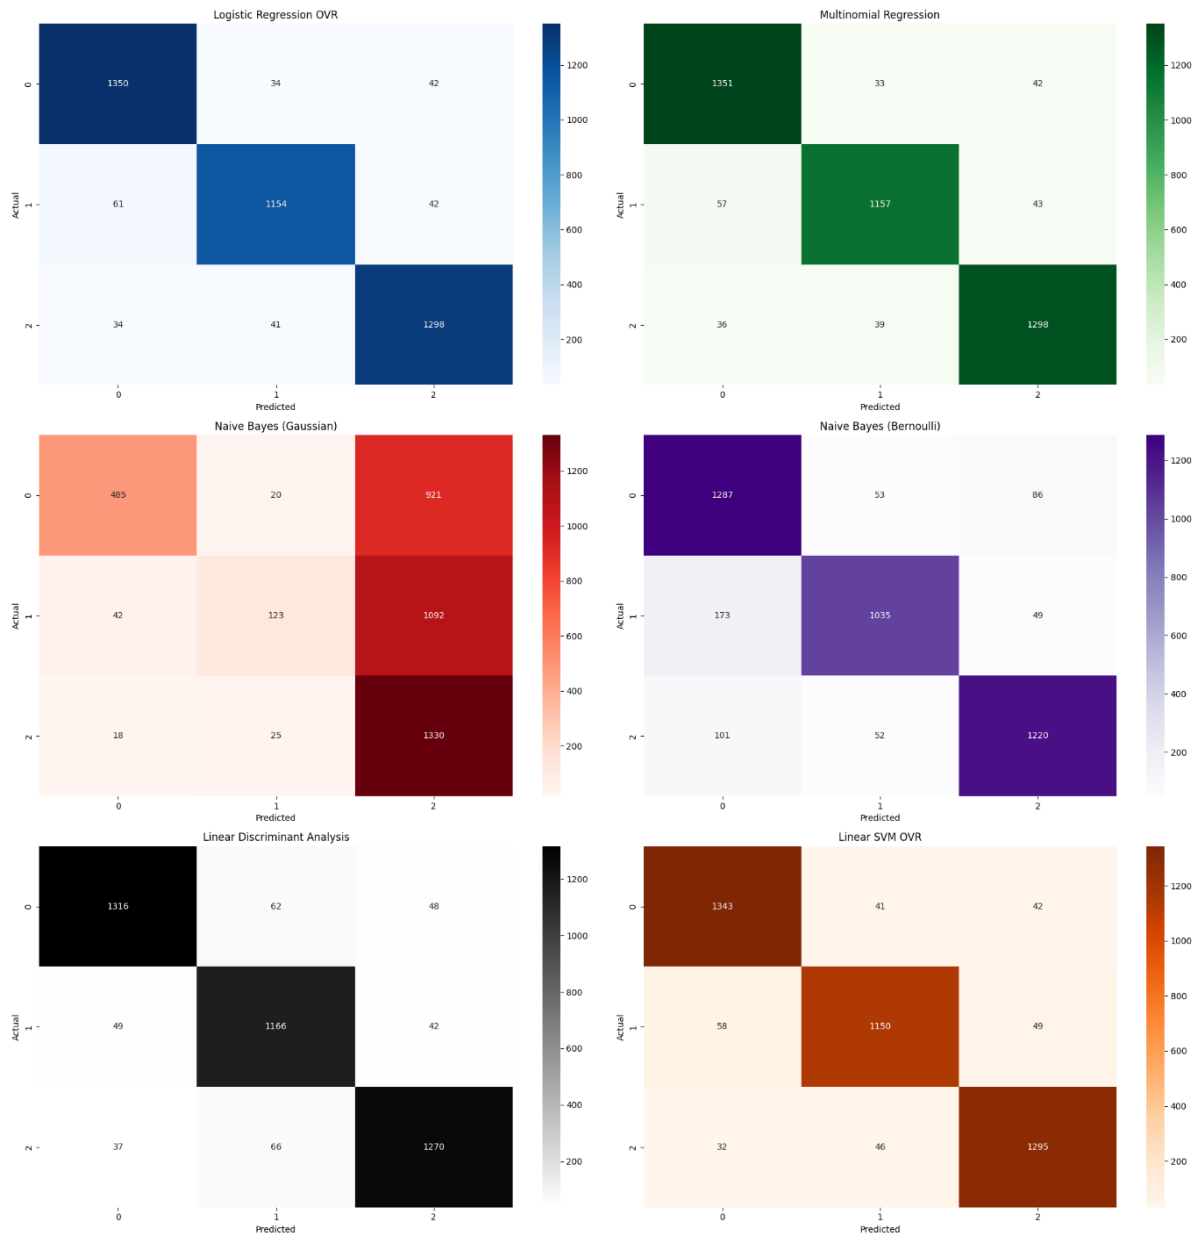 Logistic Regression OVR
Actual
0 1350 34 42
1 61 1154 42
2 34 41 1298
0 1 2
Predicted
1200
1000
800
600
400
200
Multinomial Regression
0 1351 33 42
1 57 1157 43
2 36 39 1298
0 1 2
Predicted
1200
1000
800
600
400
200
Naive Bayes (Gaussian)
Actual
0 485 20 921
1 42 123 1092
2 18 25 1330
0 1 2
Predicted
1200
1000
800
600
400
200
Naive Bayes (Bernoulli)
Actual
0 1287 53 86
1 173 1035 49
2 101 52 1220
0 1 2
Predicted
1200
1000
800
600
400
200
Linear Discriminant Analysis
Actual
0 1316 62 48
1 49 1166 42
2 37 66 1270
0 1 2
Predicted
1200
1000
800
600
400
200
Linear SVM OVR
Actual
0 1343 41 42
1 58 1150 49
2 32 46 1295
0 1 2
Predicted
1200
1000
800
600
400
200